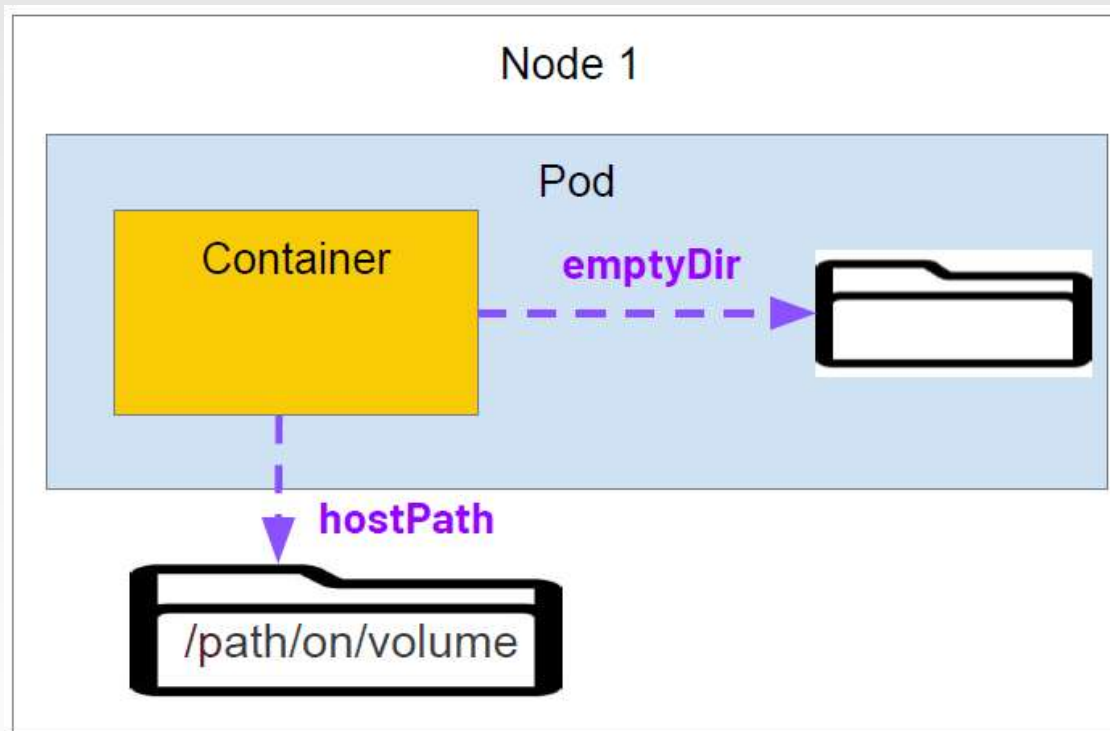 Node 1
Pod
Container
emptyDir
hostPath
/path/on/volume